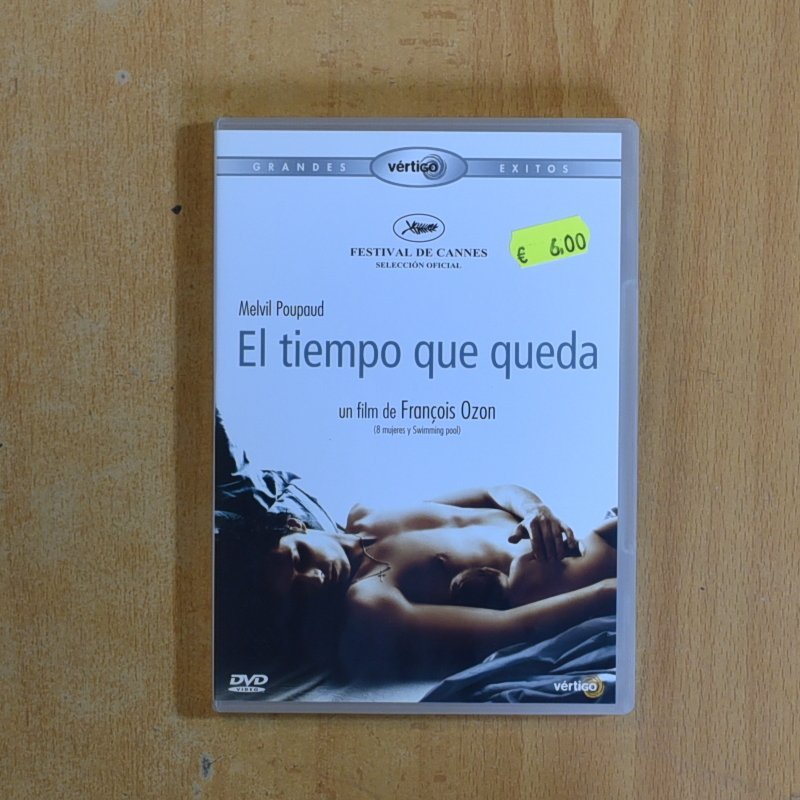 GRANDES vértigo EXITOS
FESTIVAL DE CANNES
SELECCIÓN OFICIAL
€ 6,00
Melvil Poupaud
El tiempo que queda
un film de François Ozon
(8 mujeres y Swimming pool)
DVD
VIDEO
vértigo